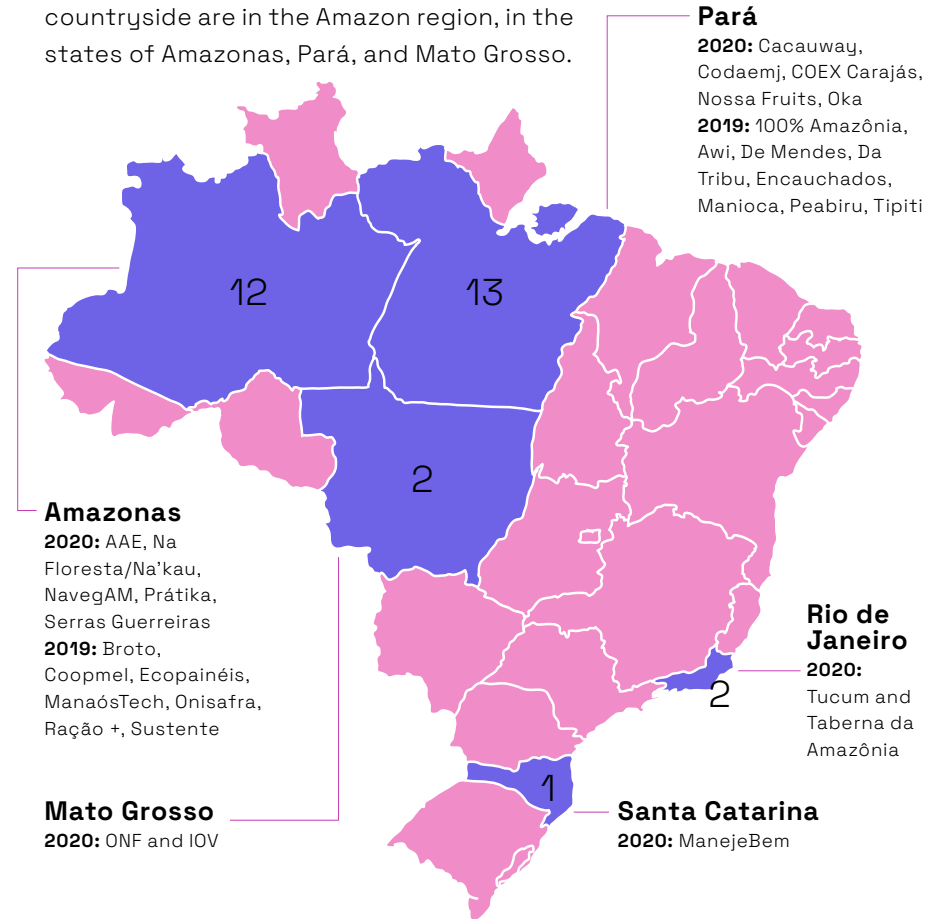 countryside are in the Amazon region, in the
states of Amazonas, Pará, and Mato Grosso.
Pará
2020: Cacauway,
Codaemj, COEX Carajás,
Nossa Fruits, Oka
2019: 100% Amazônia,
Awi, De Mendes, Da
Tribu, Encauchados,
Manioca, Peabiru, Tipiti
12
13
2
Amazonas
2020: AAE, Na
Floresta/Na'kau,
NavegAM, Prátika,
Serras Guerreiras
2019: Broto,
Coopmel, Ecopainéis,
ManaósTech, Onisafra,
Ração +, Sustente
Rio de
Janeiro
2020:
Tucum and
Taberna da
Amazônia
2
1
Mato Grosso
2020: ONF and IOV
Santa Catarina
2020: ManejeBem